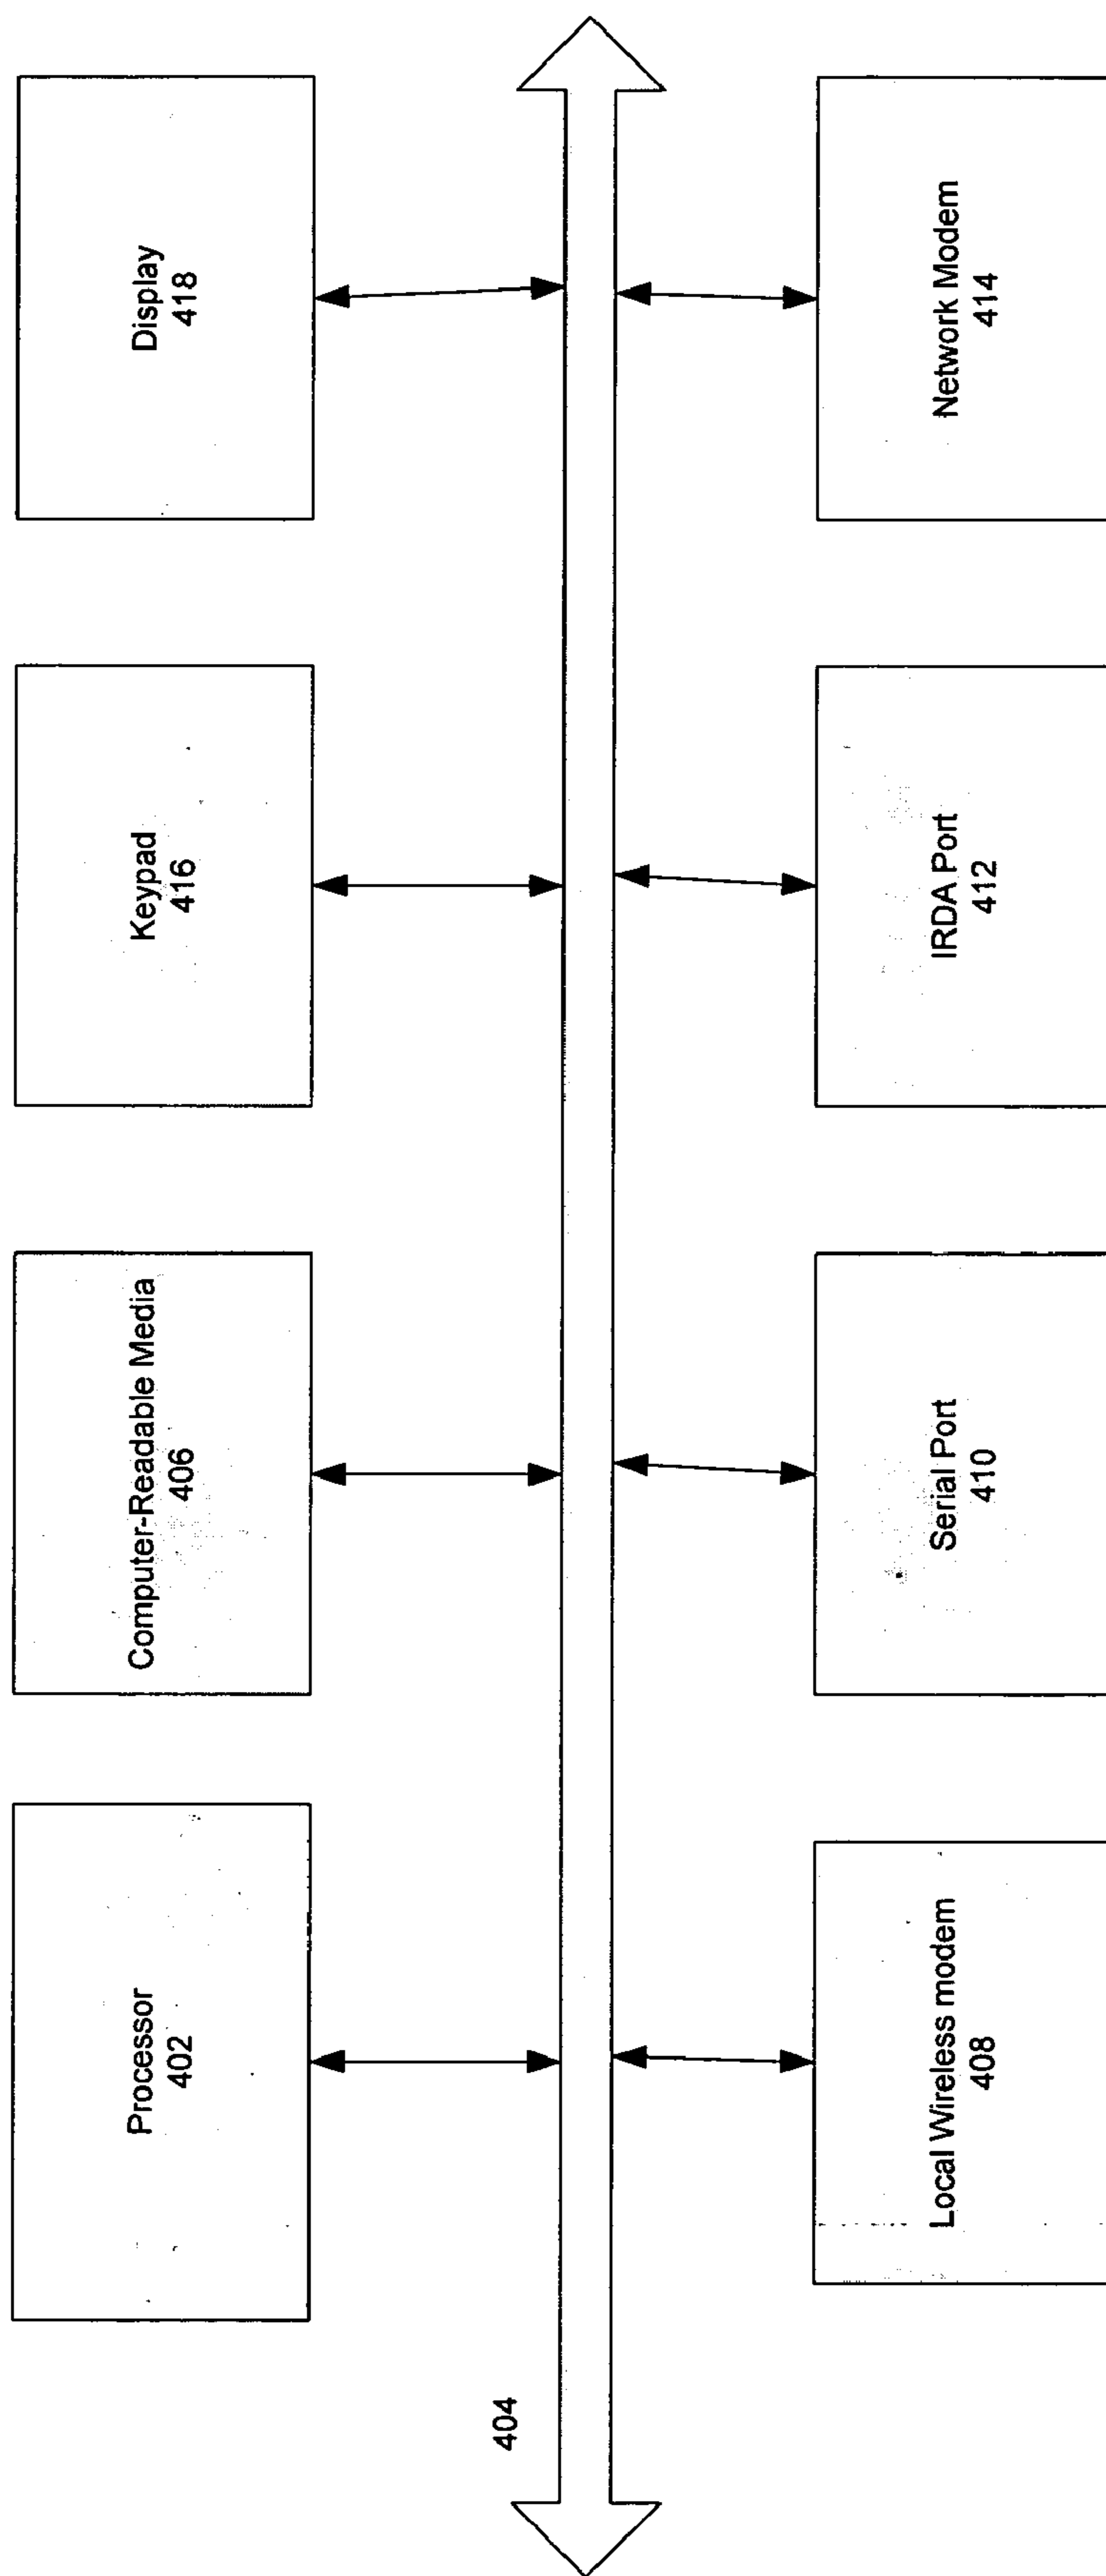 Processor
402
Computer-Readable Media
406
Keypad
416
Display
418
404
Local Wireless modem
408
Serial Port
410
IRDA Port
412
Network Modem
414